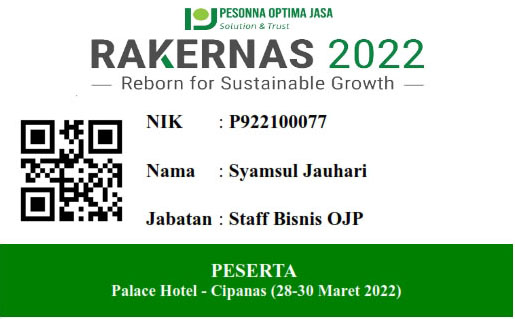 PESONNA OPTIMA JASA
Solution & Trust
RAKERNAS 2022
— Reborn for Sustainable Growth —
NIK : P922100077
Nama : Syamsul Jauhari
Jabatan : Staff Bisnis OJP
PESERTA
Palace Hotel - Cipanas (28-30 Maret 2022)